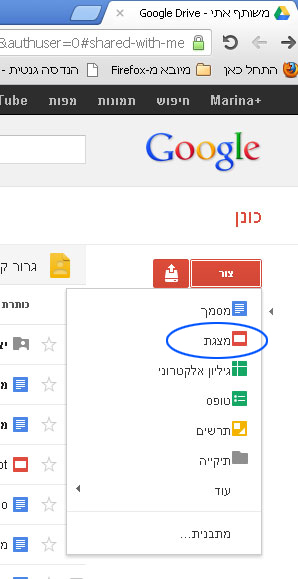 משותף אתי - Google Drive
&authuser=0#shared-with-me
התחל כאן
מיובא מ-Firefox
הנדסה גנטית -
Marina+
חיפוש
תמונות
מפות
Tube
Google
כונן
צור
גרור ק
כותרת
מסמך
מצגת
גיליון אלקטרוני
טופס
תרשים
תיקייה
עוד
מתבנית...